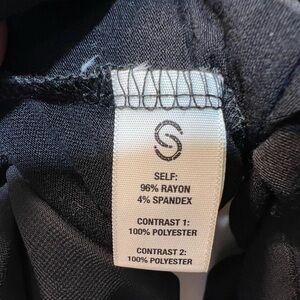 S
SELF:
96% RAYON
4% SPANDEX
CONTRAST 1:
100% POLYESTER
CONTRAST 2:
100% POLYESTER